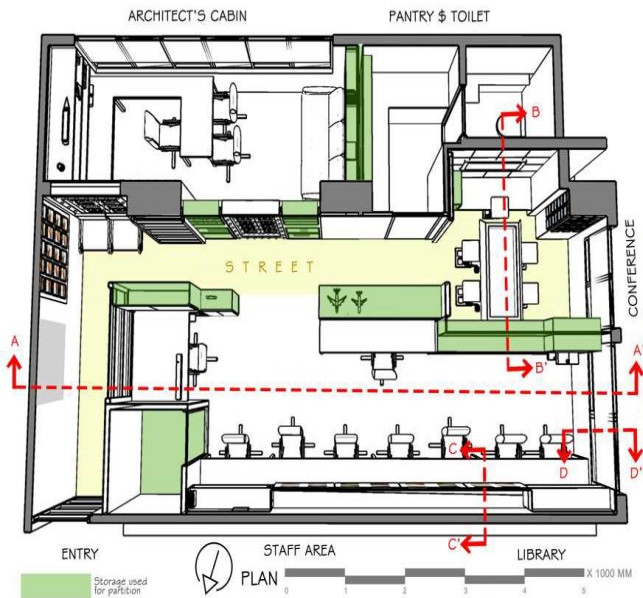 ARCHITECT'S CABIN
PANTRY $ TOILET
B
STREET
CONFERENCE
A
A'
B'
C
D
D'
C'
ENTRY
STAFF AREA
LIBRARY
Storage used
for partition
PLAN
X 1000 MM
0 1 2 3 4 5